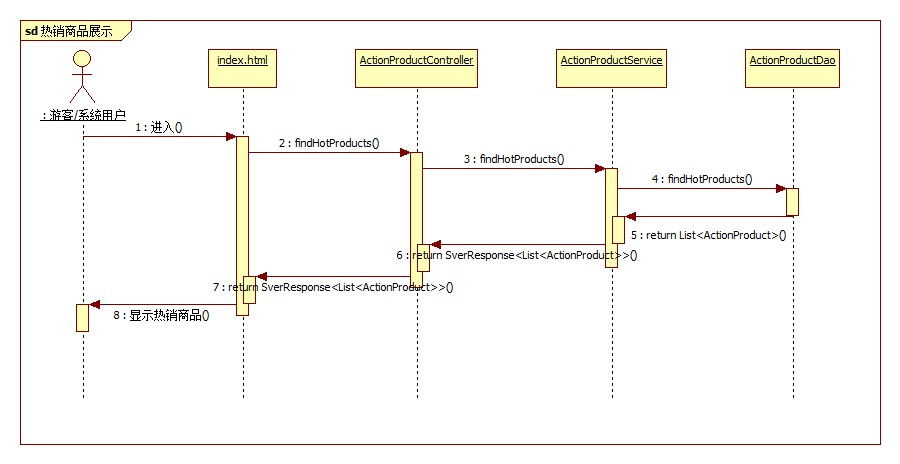 sd 热销商品展示
index.html
ActionProductController
ActionProductService
ActionProductDao
: 游客/系统用户
1 : 进入()
2 : findHotProducts()
3 : findHotProducts()
4 : findHotProducts()
5 : return List<ActionProduct>()
6 : return SverResponse<List<ActionProduct>>()
7 : return SverResponse<List<ActionProduct>>()
8 : 显示热销商品()